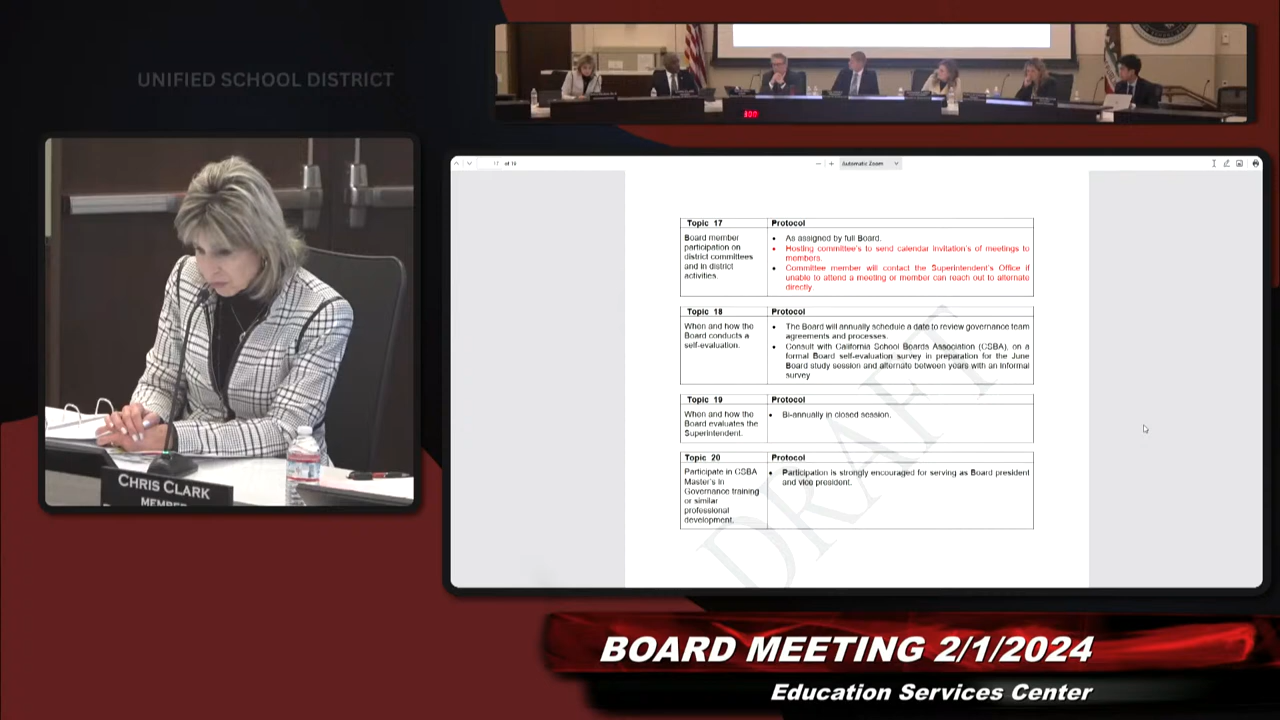 UNIFIED SCHOOL DISTRICT
17 of 18
Automatic Zoom
Topic 17
Protocol
Board member
participation on
district committees
and in district
activities.
As assigned by full Board.
Hosting committee's to send calendar invitation's of meetings to
members.
Committee member will contact the Superintendent's Office if
unable to attend a meeting or member can reach out to alternate
directly.
Topic 18
Protocol
When and how the
Board conducts a
self-evaluation.
The Board will annually schedule a date to review governance team
agreements and processes.
Consult with California School Boards Association (CSBA), on a
formal Board self-evaluation survey in preparation for the June
Board study session and alternate between years with an informal
survey
Topic 19
Protocol
When and how the
Board evaluates the
Superintendent.
Bi-annually in closed session.
Topic 20
Protocol
Participate in CSBA
Master's in
Governance training
or similar
professional
development.
Participation is strongly encouraged for serving as Board president
and vice president.
DRAFT
CHRIS CLARK
MEMBER
BOARD MEETING 2/1/2024
Education Services Center